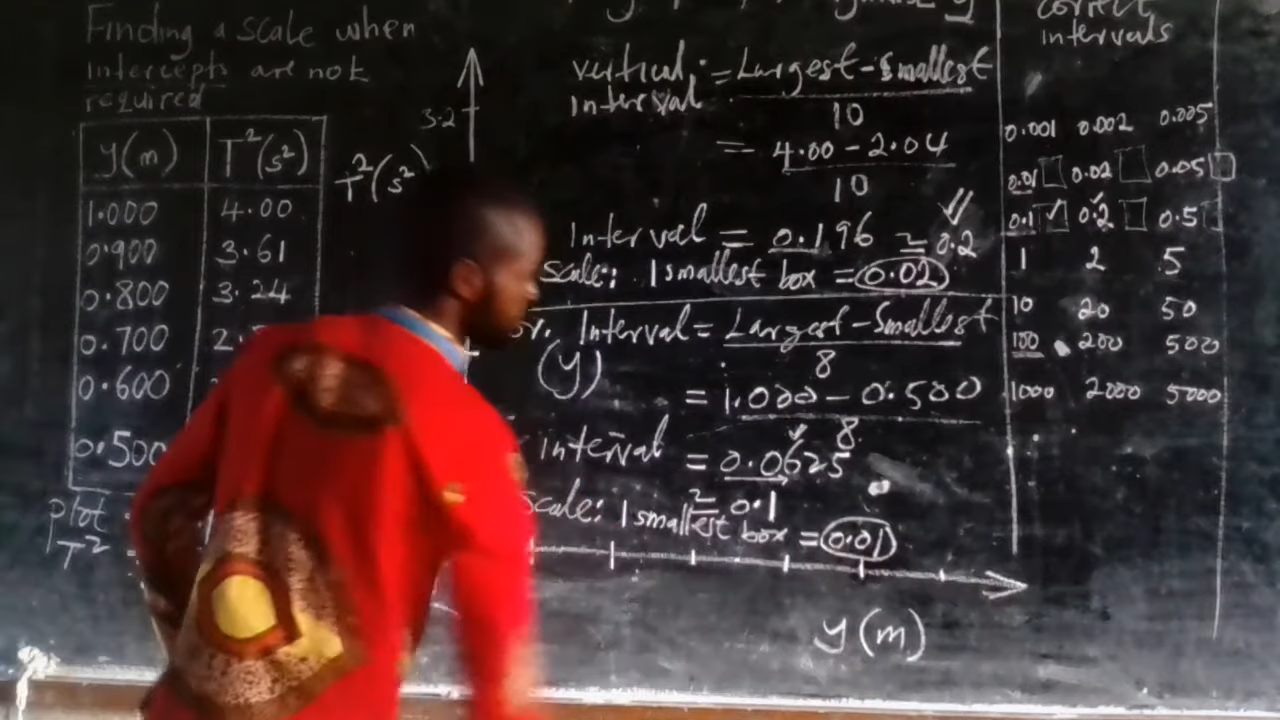 Finding a scale when
intercepts are not
required
y(m) T²(s²)
1.000 4.00
0.900 3.61
0.800 3.24
0.700 2.
0.600
0.500
plot
T²
3.2
T²(s²)
vertical = Largest - Smallest
interval
10
= 4.00 - 2.04
10
Interval = 0.196 ≃ 0.2
scale: 1 smallest box = 0.02
Interval = Largest - Smallest
(y) 8
= 1.000 - 0.500
8
interval = 0.0625
≃ 0.1
scale: 1 smallest box = 0.01
y(m)
correct
intervals
0.001 0.002 0.005
0.01 0.02 0.05
0.1 0.2 0.5
1 2 5
10 20 50
100 200 500
1000 2000 5000